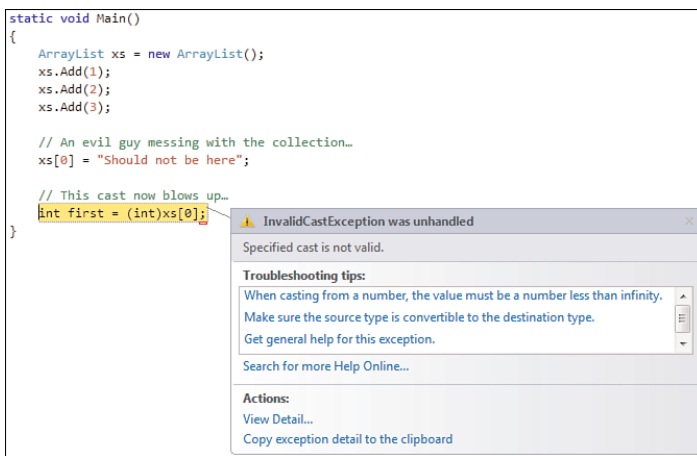 static void Main()
{
    ArrayList xs = new ArrayList();
    xs.Add(1);
    xs.Add(2);
    xs.Add(3);

    // An evil guy messing with the collection…
    xs[0] = "Should not be here";

    // This cast now blows up…
    int first = (int)xs[0];
}
InvalidCastException was unhandled
Specified cast is not valid.
Troubleshooting tips:
When casting from a number, the value must be a number less than infinity.
Make sure the source type is convertible to the destination type.
Get general help for this exception.
Search for more Help Online...
Actions:
View Detail...
Copy exception detail to the clipboard